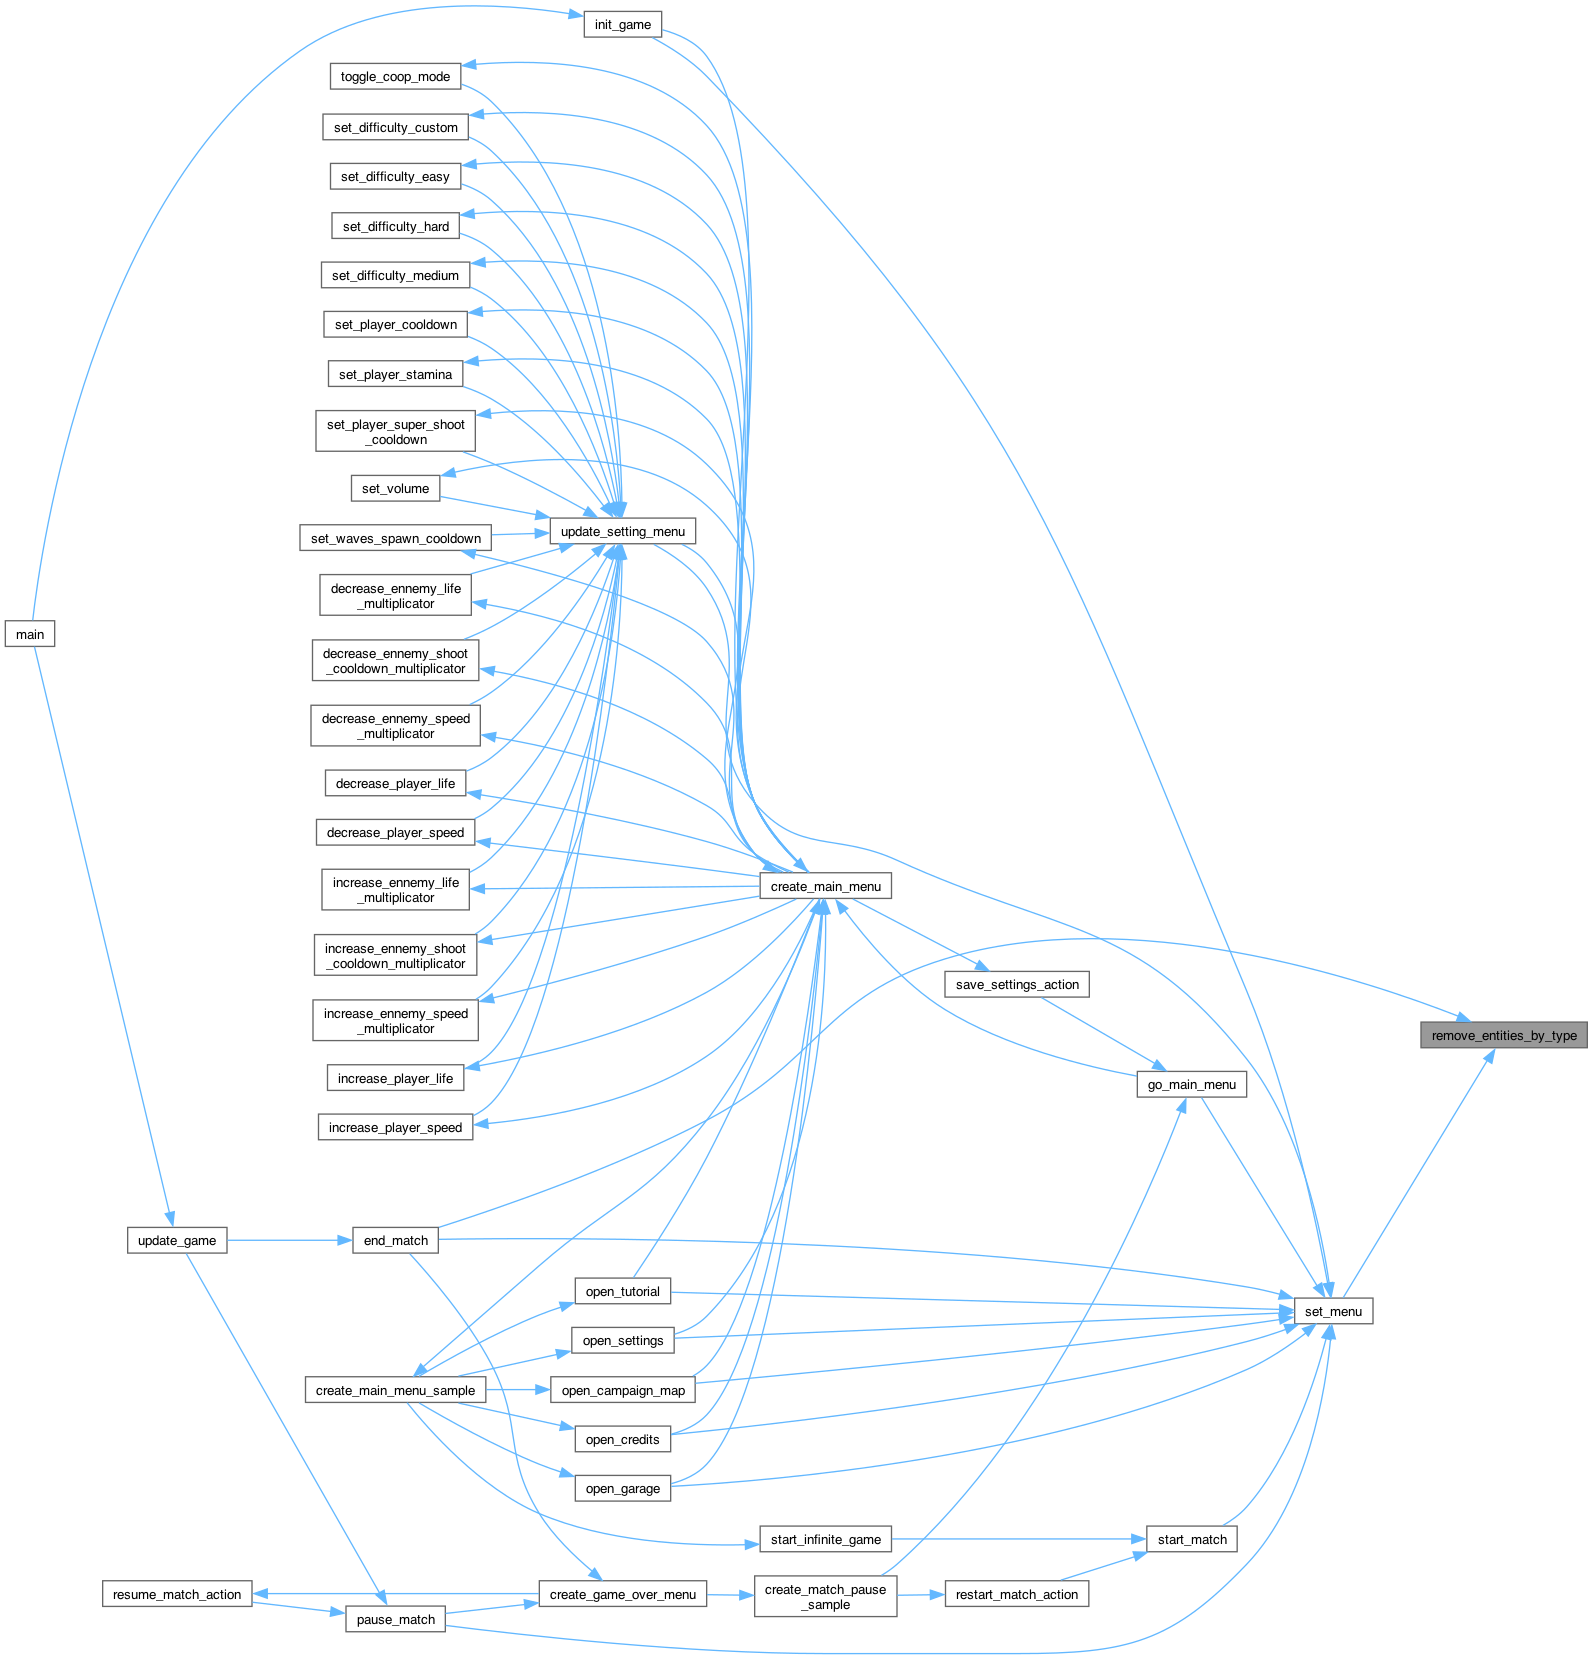 init_game
toggle_coop_mode
set_difficulty_custom
set_difficulty_easy
set_difficulty_hard
set_difficulty_medium
set_player_cooldown
set_player_stamina
set_player_super_shoot
_cooldown
set_volume
update_setting_menu
set_waves_spawn_cooldown
decrease_ennemy_life
_multiplicator
main
decrease_ennemy_shoot
_cooldown_multiplicator
decrease_ennemy_speed
_multiplicator
decrease_player_life
decrease_player_speed
increase_ennemy_life
_multiplicator
create_main_menu
increase_ennemy_shoot
_cooldown_multiplicator
save_settings_action
increase_ennemy_speed
_multiplicator
remove_entities_by_type
increase_player_life
go_main_menu
increase_player_speed
update_game
end_match
open_tutorial
set_menu
open_settings
create_main_menu_sample
open_campaign_map
open_credits
open_garage
start_infinite_game
start_match
resume_match_action
create_game_over_menu
create_match_pause
_sample
restart_match_action
pause_match